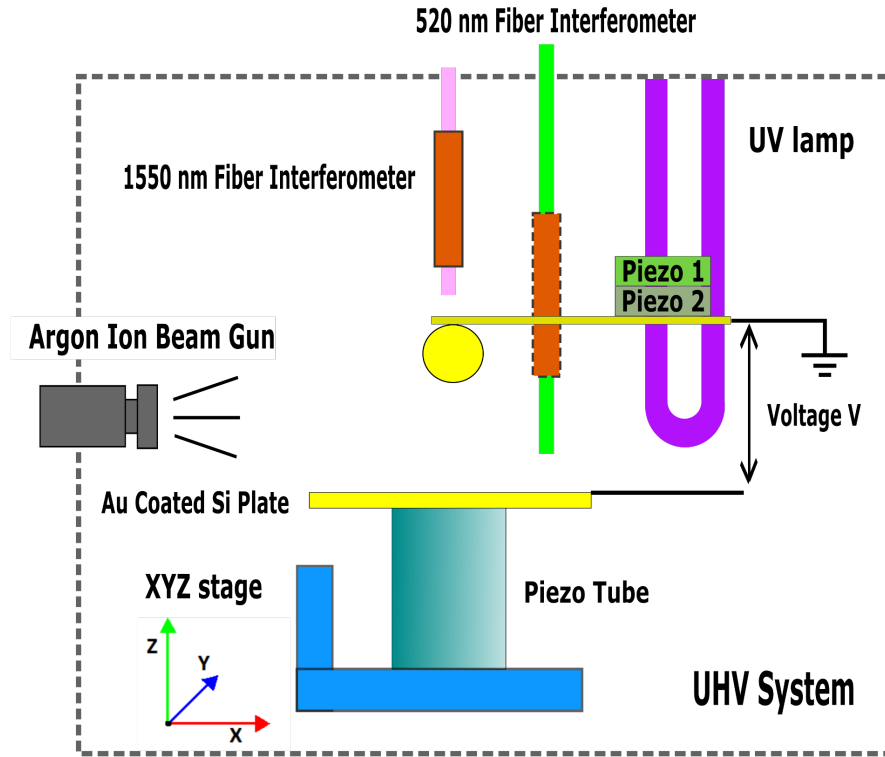 520 nm Fiber Interferometer
UV lamp
1550 nm Fiber Interferometer
Piezo 1
Piezo 2
Argon Ion Beam Gun
Voltage V
Au Coated Si Plate
XYZ stage
Piezo Tube
Z
Y
X
UHV System